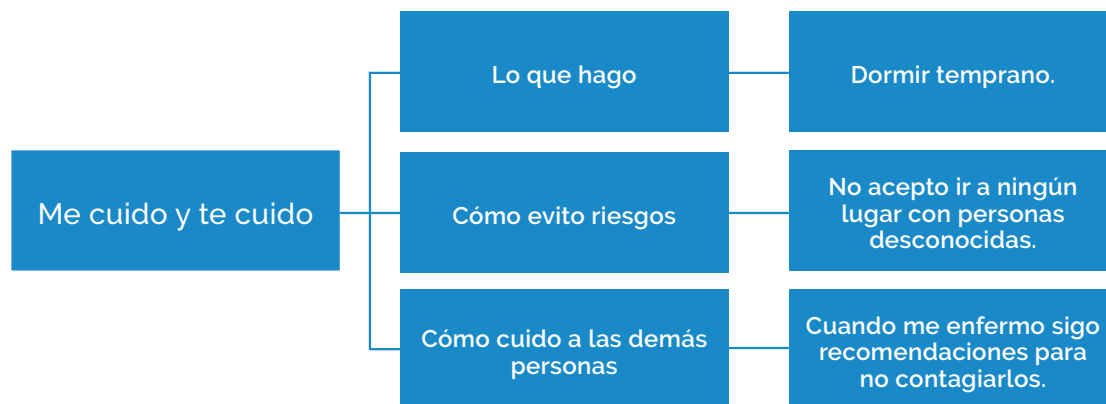 Me cuido y te cuido
Lo que hago
Dormir temprano.
Cómo evito riesgos
No acepto ir a ningún
lugar con personas
desconocidas.
Cómo cuido a las demás
personas
Cuando me enfermo sigo
recomendaciones para
no contagiarlos.